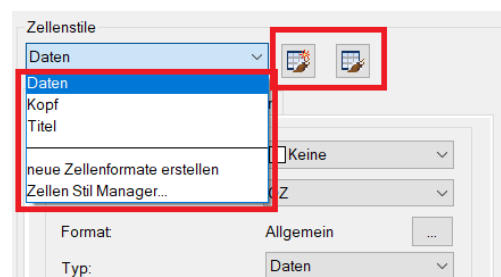 Zellenstile
Daten
Daten
Kopf
Titel
neue Zellenformate erstellen
Zellen Stil Manager...
Keine
Format: Allgemein ...
Typ: Daten